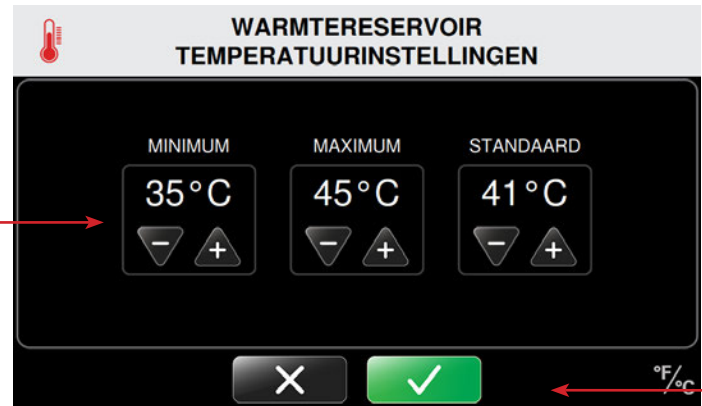 WARMTERESERVOIR
TEMPERATUURINSTELLINGEN
MINIMUM MAXIMUM STANDAARD
35°C 45°C 41°C
− + − + − +
°F/°C